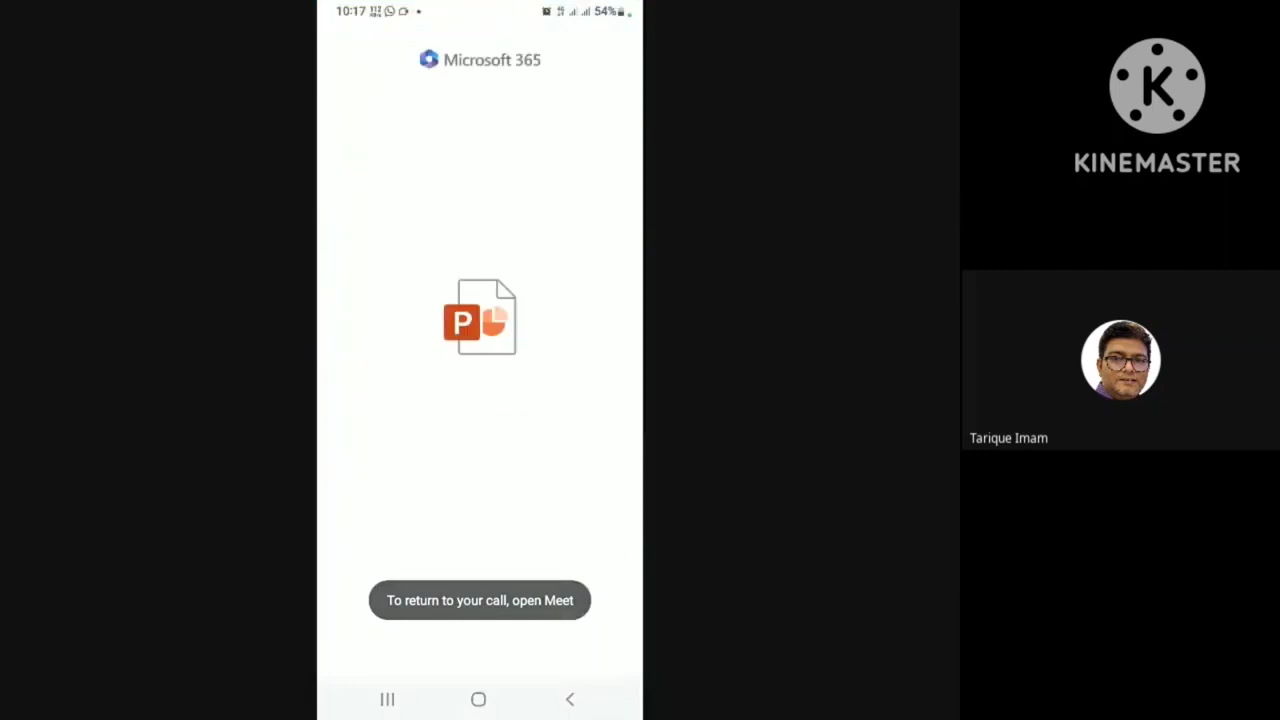 10:17
54%
Microsoft 365
P
To return to your call, open Meet
K
KINEMASTER
Tarique Imam